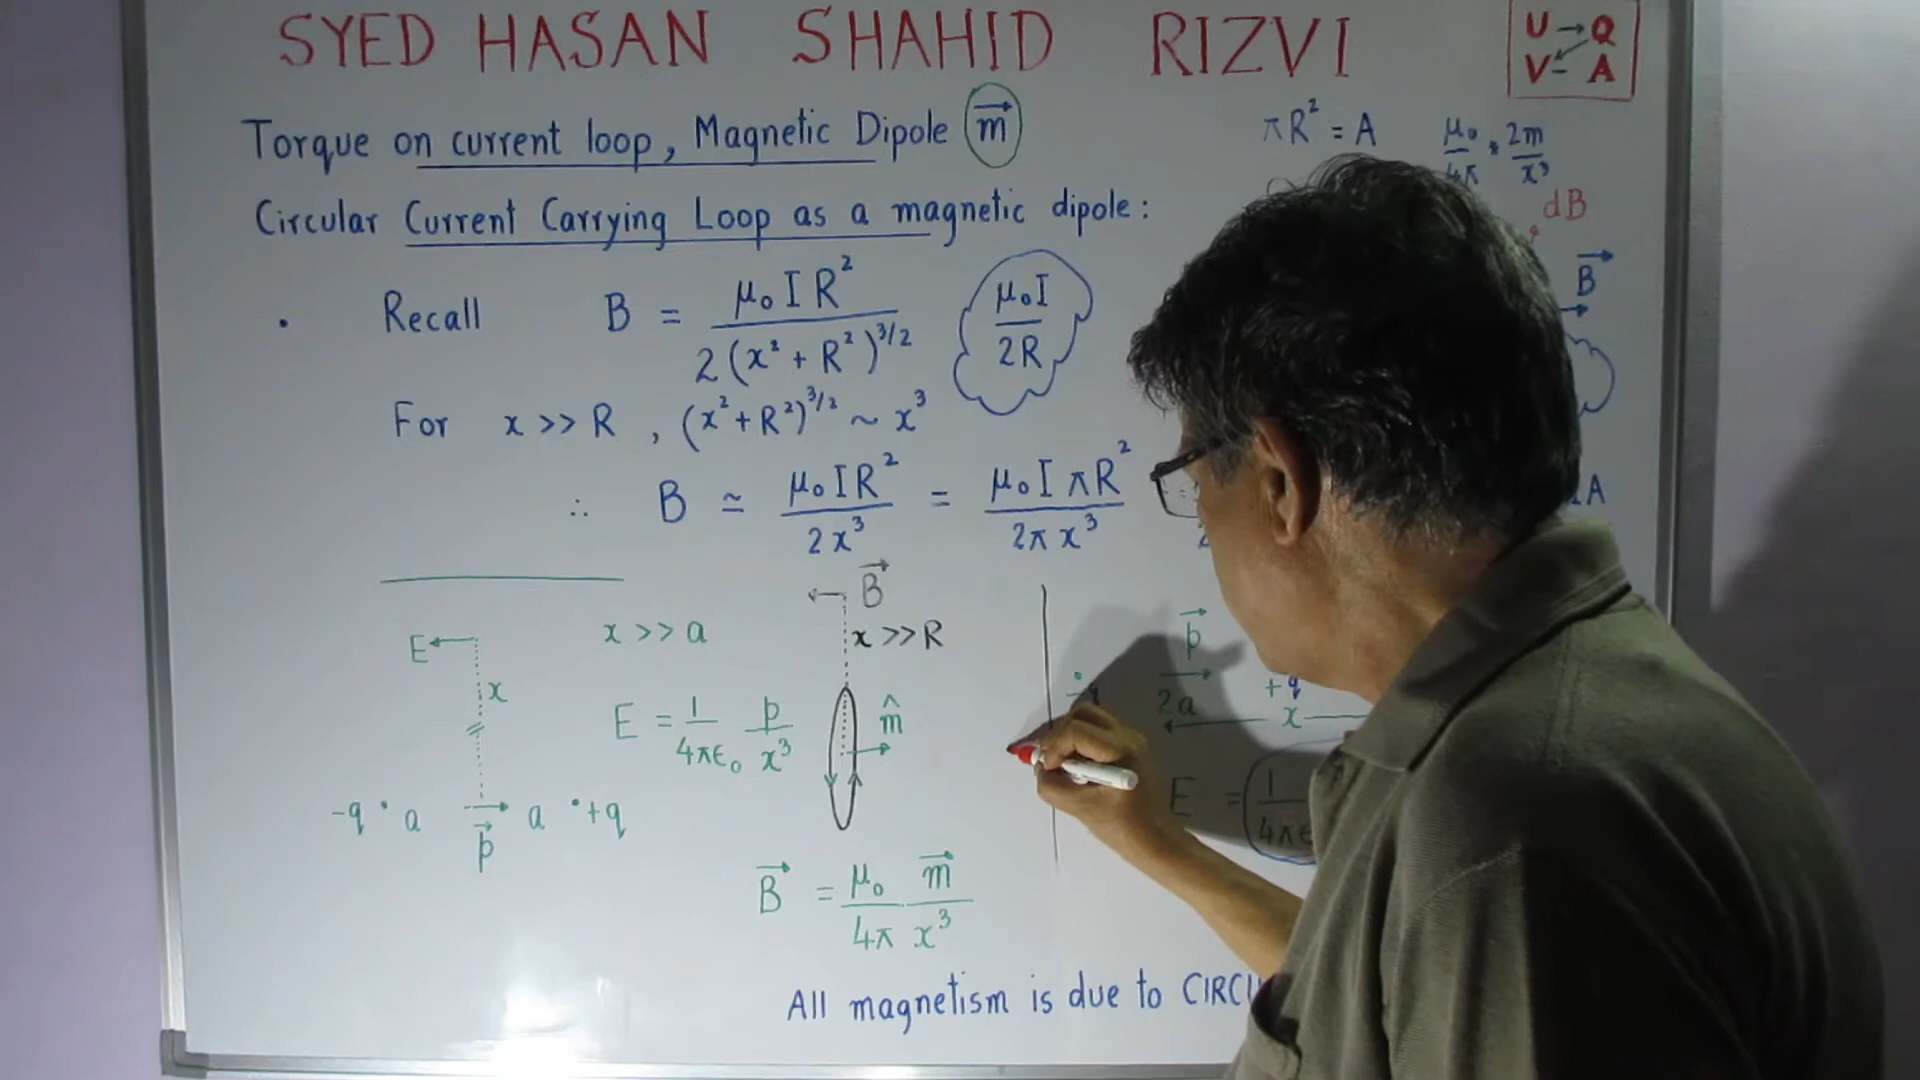 SYED HASAN SHAHID RIZVI
U → Q
V - A
Torque on current loop, Magnetic Dipole m⃗
πR² = A
μ₀/4π * 2m/x³
Circular Current Carrying Loop as a magnetic dipole:
dB
B⃗
. Recall B = μ₀IR² / 2(x²+R²)^3/2
μ₀I/2R
For x >> R , (x²+R²)^3/2 ~ x³
∴ B ≃ μ₀IR²/2x³ = μ₀IπR²/2πx³
A
B⃗
E ← x >> a
x >> R
x
E = 1/4πε₀ p/x³
m̂
-q · a p⃗ a · +q
B⃗ = μ₀/4π m⃗/x³
p⃗
-q 2a +q
x
E = 1/4πε
All magnetism is due to